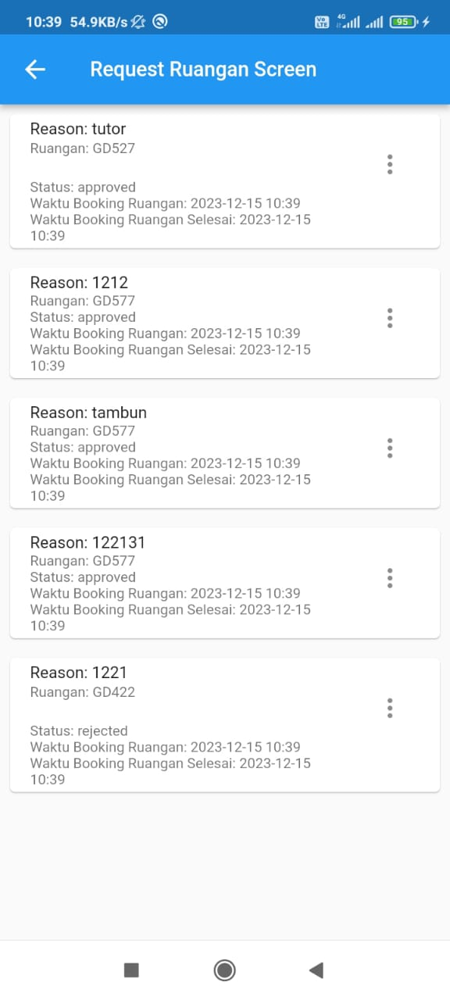 10:39 54.9KB/s
Vo LTE 4G 95
Request Ruangan Screen
Reason: tutor
Ruangan: GD527
Status: approved
Waktu Booking Ruangan: 2023-12-15 10:39
Waktu Booking Ruangan Selesai: 2023-12-15
10:39
Reason: 1212
Ruangan: GD577
Status: approved
Waktu Booking Ruangan: 2023-12-15 10:39
Waktu Booking Ruangan Selesai: 2023-12-15
10:39
Reason: tambun
Ruangan: GD577
Status: approved
Waktu Booking Ruangan: 2023-12-15 10:39
Waktu Booking Ruangan Selesai: 2023-12-15
10:39
Reason: 122131
Ruangan: GD577
Status: approved
Waktu Booking Ruangan: 2023-12-15 10:39
Waktu Booking Ruangan Selesai: 2023-12-15
10:39
Reason: 1221
Ruangan: GD422
Status: rejected
Waktu Booking Ruangan: 2023-12-15 10:39
Waktu Booking Ruangan Selesai: 2023-12-15
10:39